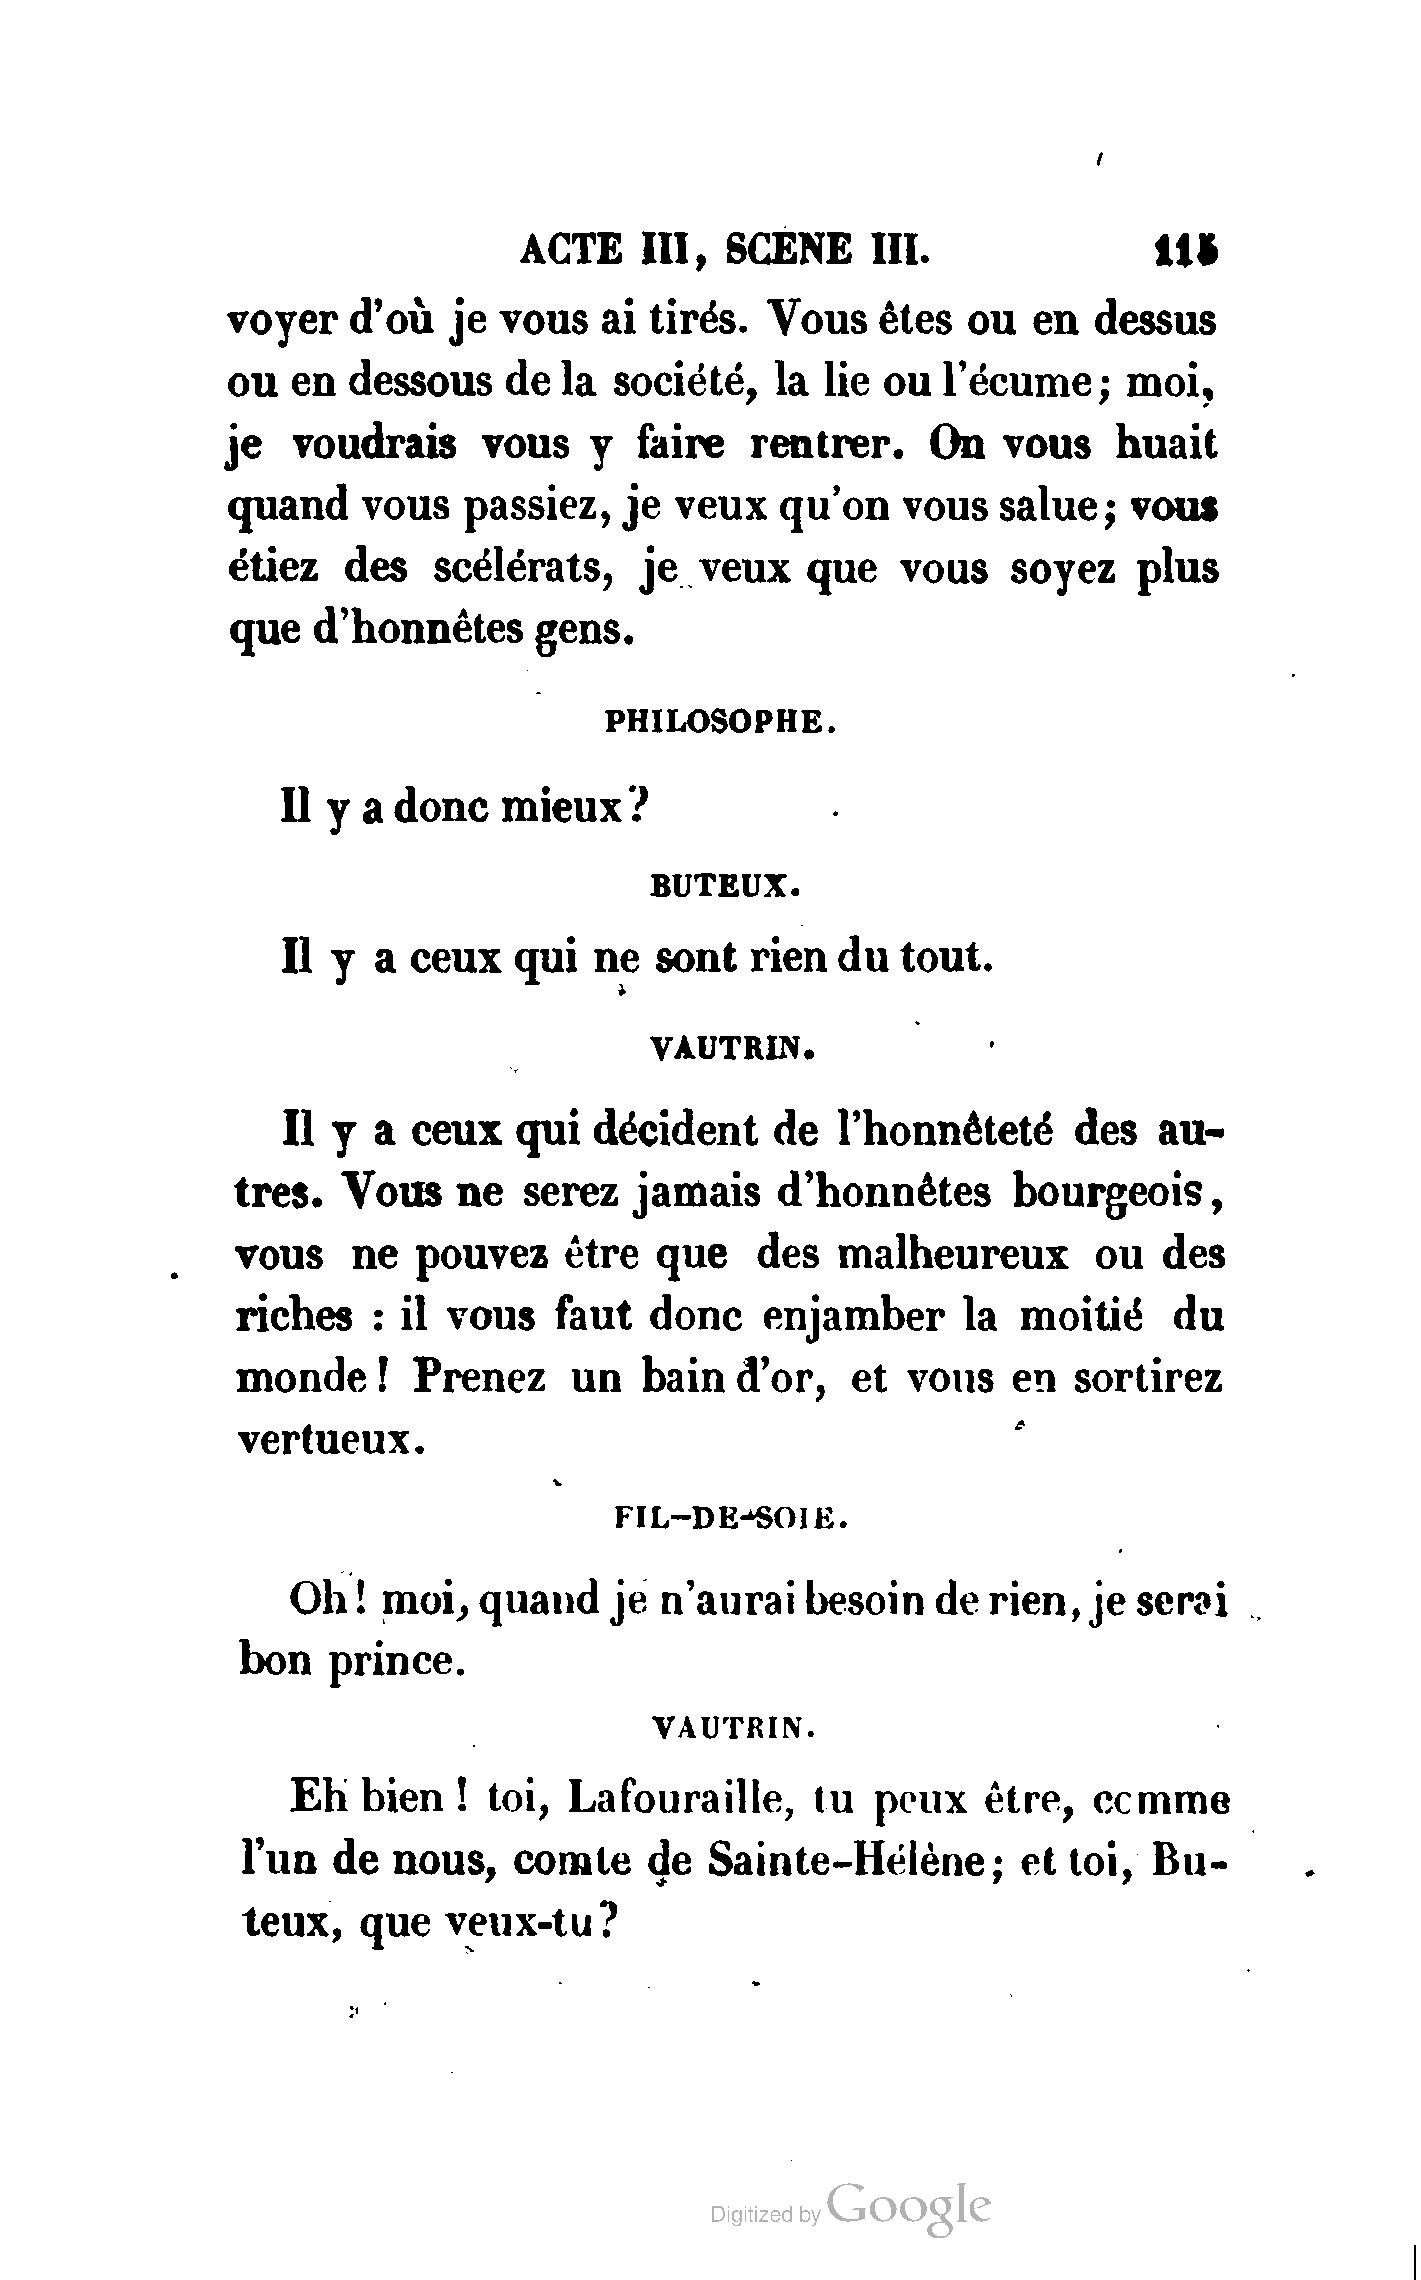 ACTE III, SCÈNE III. 115
voyer d'où je vous ai tirés. Vous êtes ou en dessus
ou en dessous de la société, la lie ou l'écume; moi,
je voudrais vous y faire rentrer. On vous huait
quand vous passiez, je veux qu'on vous salue; vous
étiez des scélérats, je veux que vous soyez plus
que d'honnêtes gens.
PHILOSOPHE.
Il y a donc mieux?
BUTEUX.
Il y a ceux qui ne sont rien du tout.
VAUTRIN.
Il y a ceux qui décident de l'honnêteté des au-
tres. Vous ne serez jamais d'honnêtes bourgeois,
vous ne pouvez être que des malheureux ou des
riches : il vous faut donc enjamber la moitié du
monde! Prenez un bain d'or, et vous en sortirez
vertueux.
FIL-DE-SOIE.
Oh! moi, quand je n'aurai besoin de rien, je serai
bon prince.
VAUTRIN.
Eh bien! toi, Lafouraille, tu peux être, comme
l'un de nous, comte de Sainte-Hélène; et toi, Bu-
teux, que veux-tu?
Digitized by Google